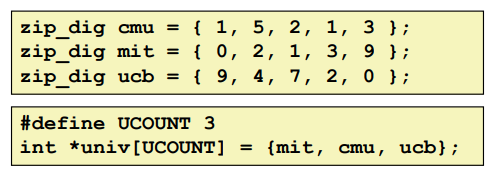 zip_dig cmu = { 1, 5, 2, 1, 3 };
zip_dig mit = { 0, 2, 1, 3, 9 };
zip_dig ucb = { 9, 4, 7, 2, 0 };
#define UCOUNT 3
int *univ[UCOUNT] = {mit, cmu, ucb};